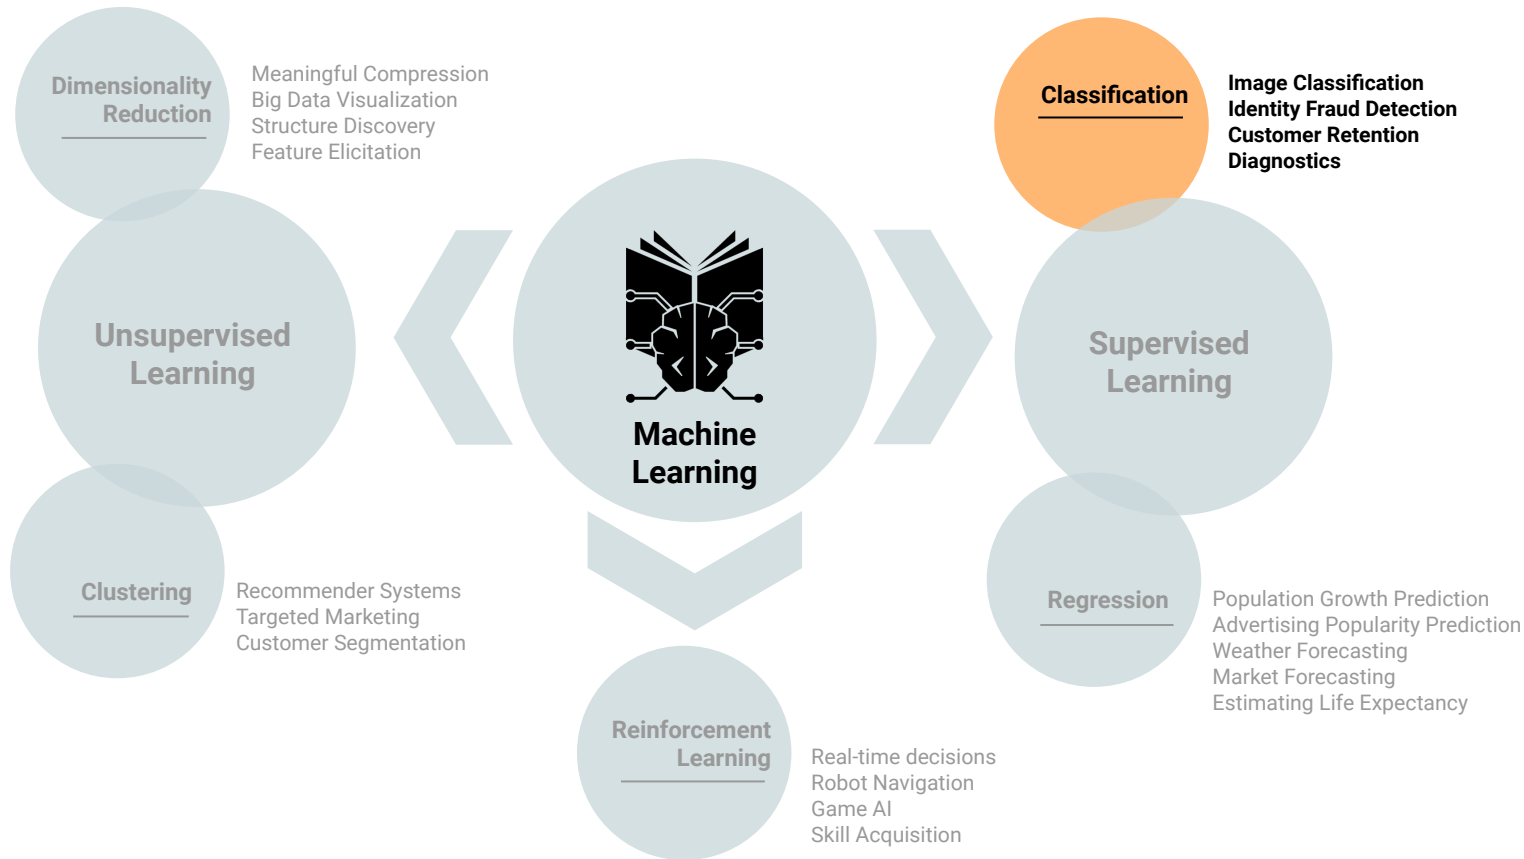 Dimensionality
Reduction
Meaningful Compression
Big Data Visualization
Structure Discovery
Feature Elicitation
Classification
Image Classification
Identity Fraud Detection
Customer Retention
Diagnostics
Unsupervised
Learning
Machine
Learning
Supervised
Learning
Clustering
Recommender Systems
Targeted Marketing
Customer Segmentation
Regression
Population Growth Prediction
Advertising Popularity Prediction
Weather Forecasting
Market Forecasting
Estimating Life Expectancy
Reinforcement
Learning
Real-time decisions
Robot Navigation
Game AI
Skill Acquisition